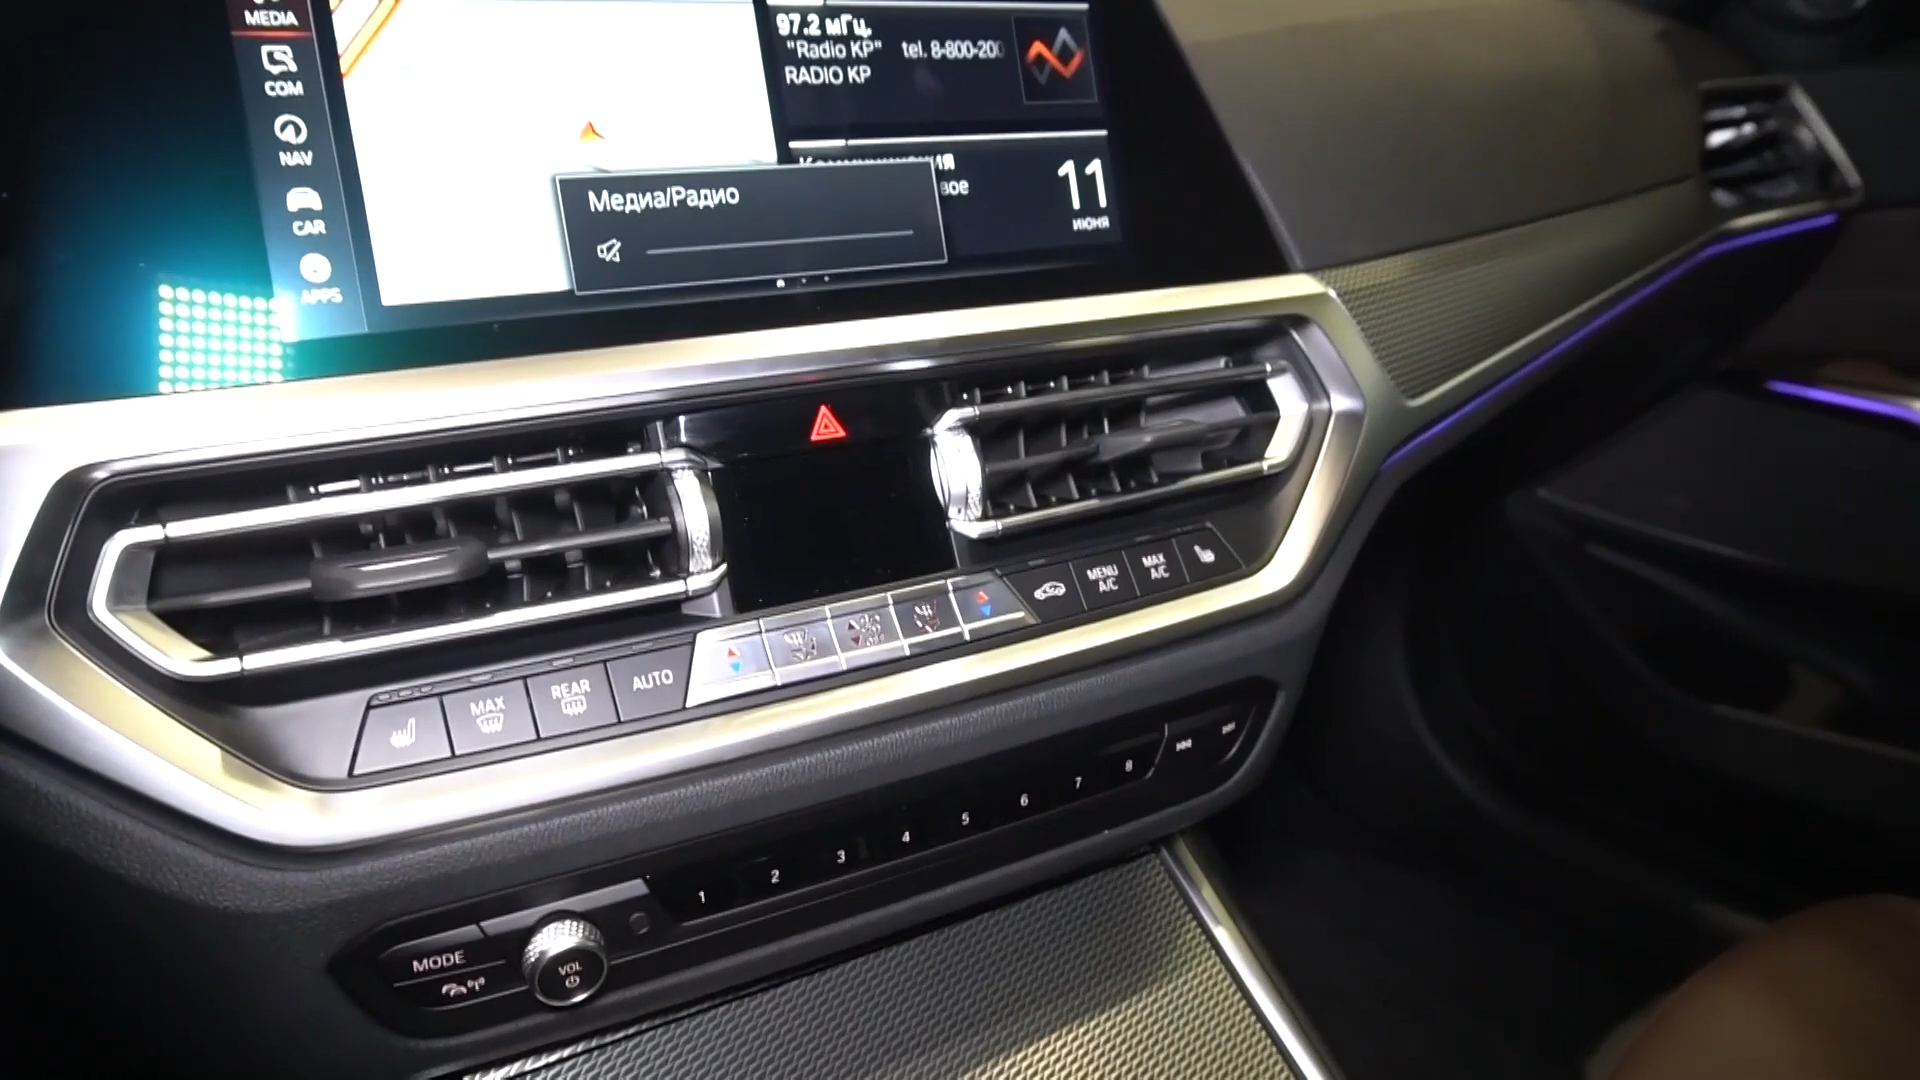 MEDIA
COM
NAV
CAR
APPS
97.2 мГц.
"Radio KP" tel. 8-800-200
RADIO KP
вое
11
июня
Медиа/Радио
MAX
REAR
AUTO
OFF
MENU
A/C
MAX
A/C
1 2 3 4 5 6 7 8
MODE
VOL